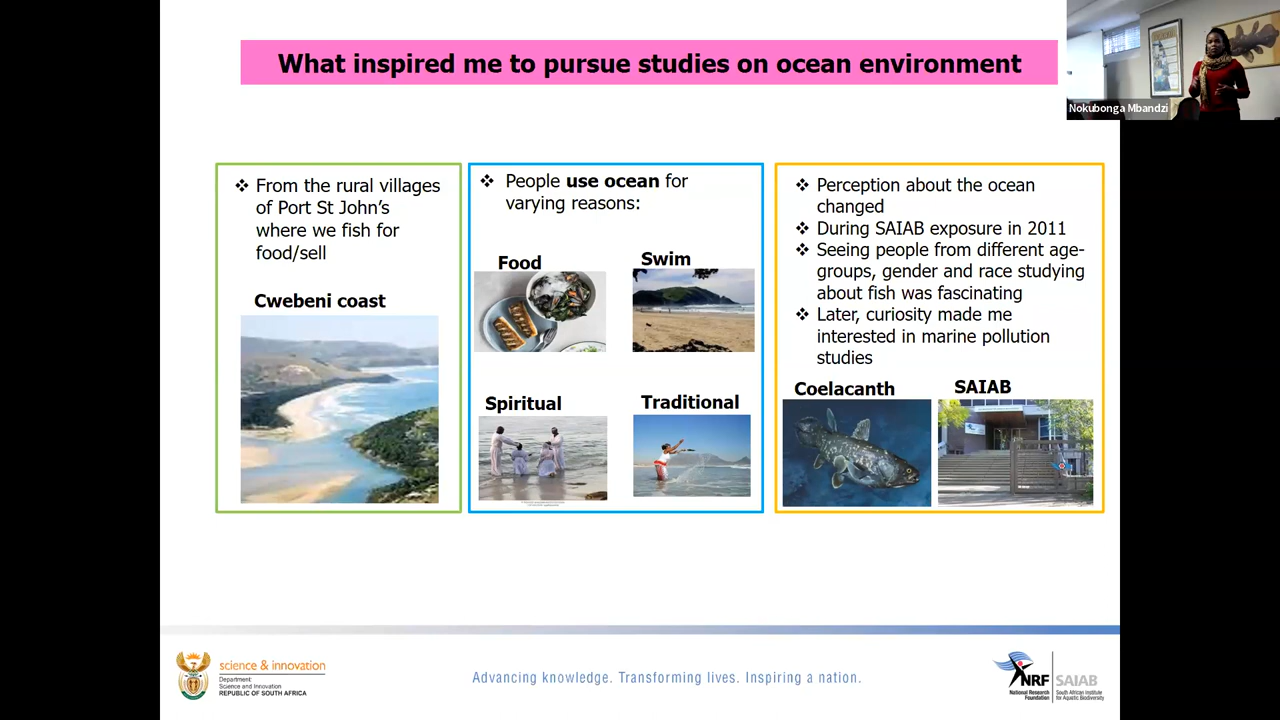 What inspired me to pursue studies on ocean environment
Nokubonga Mbandzi
❖ From the rural villages
of Port St John’s
where we fish for
food/sell
Cwebeni coast
❖ People use ocean for
varying reasons:
Food
Swim
Spiritual
Traditional
❖ Perception about the ocean
changed
❖ During SAIAB exposure in 2011
❖ Seeing people from different age-
groups, gender and race studying
about fish was fascinating
❖ Later, curiosity made me
interested in marine pollution
studies
Coelacanth
SAIAB
science & innovation
Department:
Science and Innovation
REPUBLIC OF SOUTH AFRICA
Advancing knowledge. Transforming lives. Inspiring a nation.
NRF
National Research
Foundation
SAIAB
South African Institute
for Aquatic Biodiversity